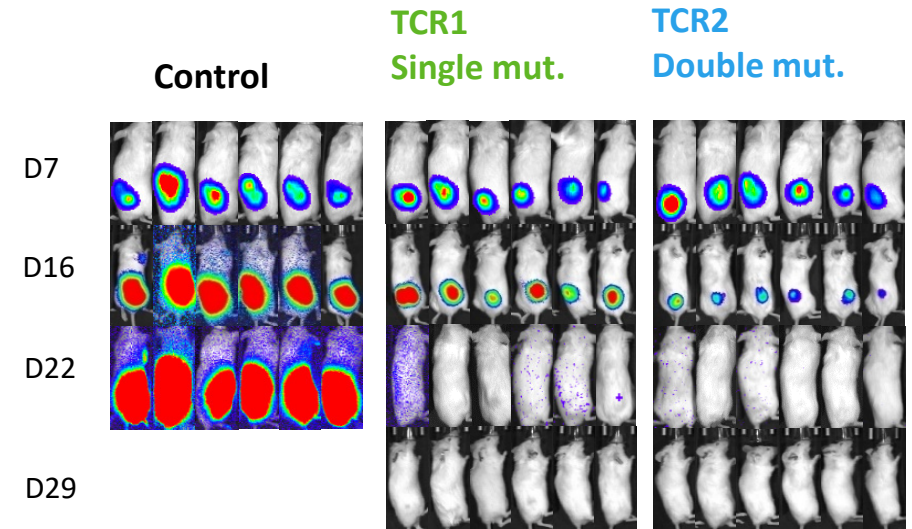 Control
TCR1
Single mut.
TCR2
Double mut.
D7
D16
D22
D29